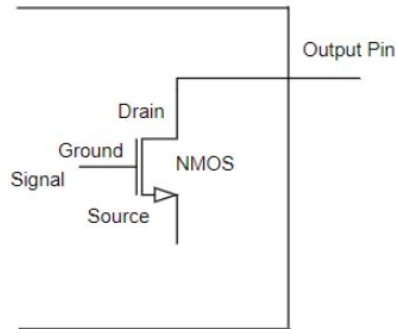 Output Pin
Drain
Ground
NMOS
Signal
Source